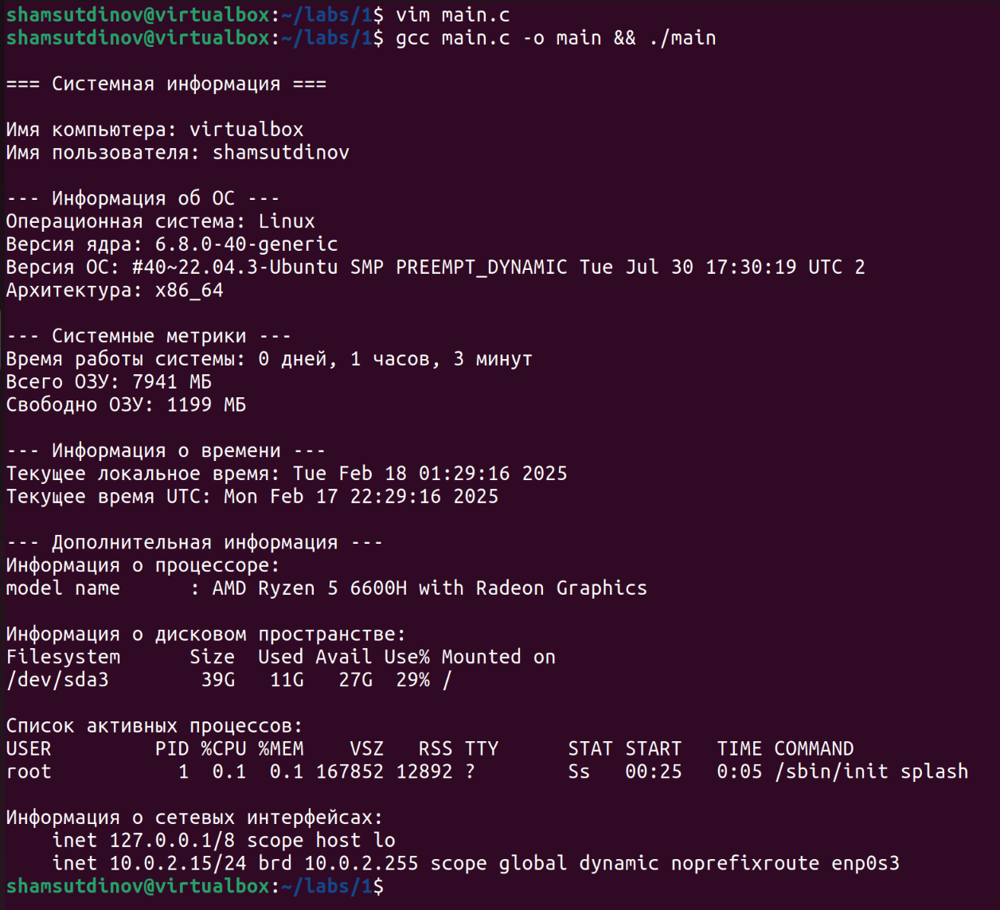 shamsutdinov@virtualbox:~/labs/1$ vim main.c
shamsutdinov@virtualbox:~/labs/1$ gcc main.c -o main && ./main
=== Системная информация ===
Имя компьютера: virtualbox
Имя пользователя: shamsutdinov
--- Информация об ОС ---
Операционная система: Linux
Версия ядра: 6.8.0-40-generic
Версия ОС: #40~22.04.3-Ubuntu SMP PREEMPT_DYNAMIC Tue Jul 30 17:30:19 UTC 2
Архитектура: x86_64
--- Системные метрики ---
Время работы системы: 0 дней, 1 часов, 3 минут
Всего ОЗУ: 7941 МБ
Свободно ОЗУ: 1199 МБ
--- Информация о времени ---
Текущее локальное время: Tue Feb 18 01:29:16 2025
Текущее время UTC: Mon Feb 17 22:29:16 2025
--- Дополнительная информация ---
Информация о процессоре:
model name      : AMD Ryzen 5 6600H with Radeon Graphics
Информация о дисковом пространстве:
Filesystem      Size  Used Avail Use% Mounted on
/dev/sda3        39G   11G   27G  29% /
Список активных процессов:
USER         PID %CPU %MEM    VSZ   RSS TTY      STAT START   TIME COMMAND
root           1  0.1  0.1 167852 12892 ?        Ss   00:25   0:05 /sbin/init splash
Информация о сетевых интерфейсах:
    inet 127.0.0.1/8 scope host lo
    inet 10.0.2.15/24 brd 10.0.2.255 scope global dynamic noprefixroute enp0s3
shamsutdinov@virtualbox:~/labs/1$